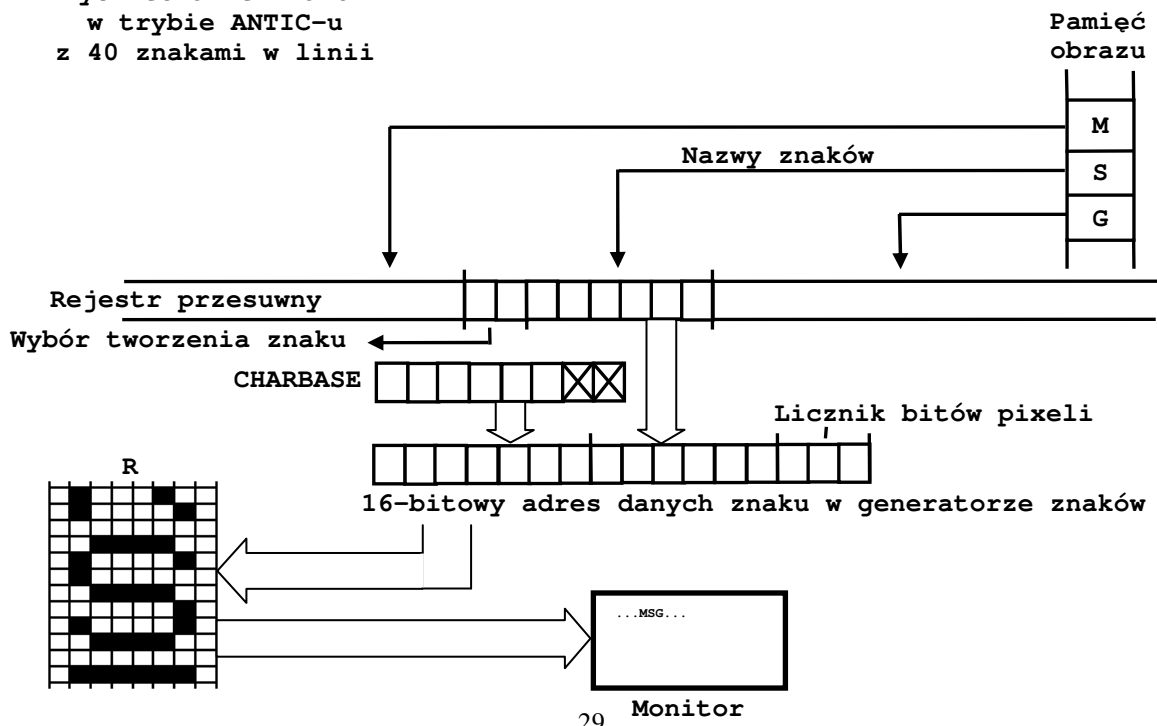 w trybie ANTIC-u
z 40 znakami w linii
Pamięć
obrazu
M
Nazwy znaków
S
G
Rejestr przesuwny
Wybór tworzenia znaku
CHARBASE
Licznik bitów pixeli
R
16-bitowy adres danych znaku w generatorze znaków
...MSG...
Monitor
29